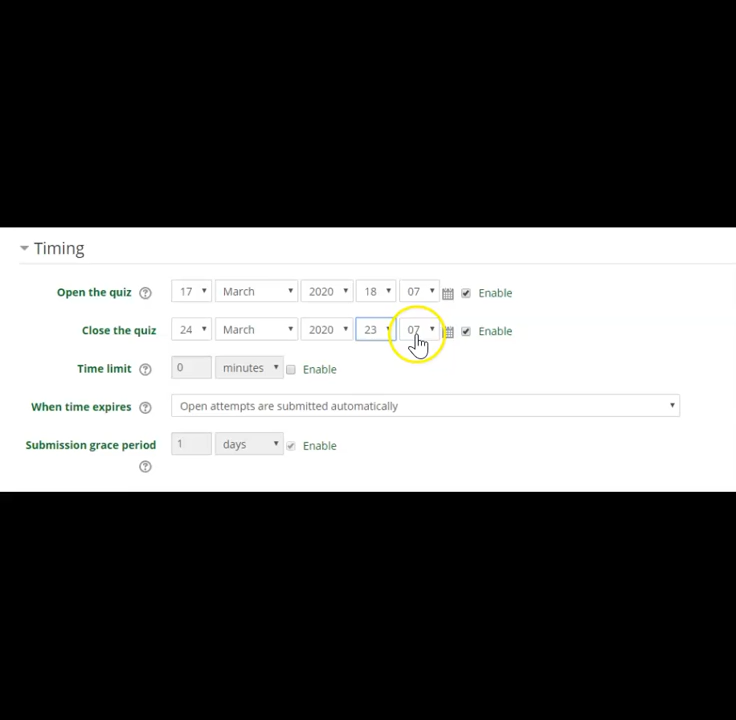 Timing
Open the quiz ? 17 March 2020 18 07 Enable
Close the quiz 24 March 2020 23 07 Enable
Time limit ? 0 minutes Enable
When time expires ? Open attempts are submitted automatically
Submission grace period 1 days Enable
?